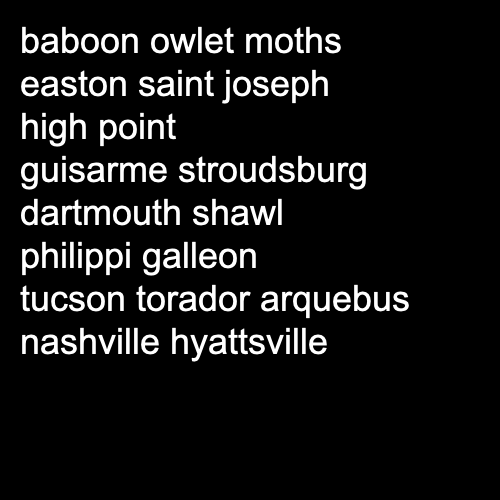 baboon owlet moths
easton saint joseph
high point
guisarme stroudsburg
dartmouth shawl
philippi galleon
tucson torador arquebus
nashville hyattsville